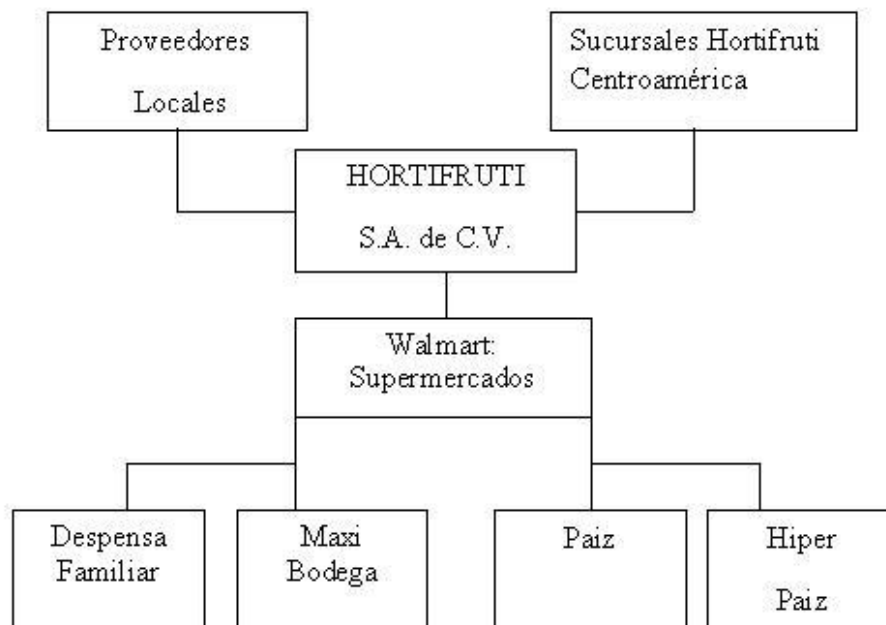 Proveedores
Locales
Sucursales Hortifruti
Centroamérica
HORTIFRUTI
S.A. de C.V.
Walmart:
Supermercados
Despensa
Familiar
Maxi
Bodega
Paiz
Hiper
Paiz